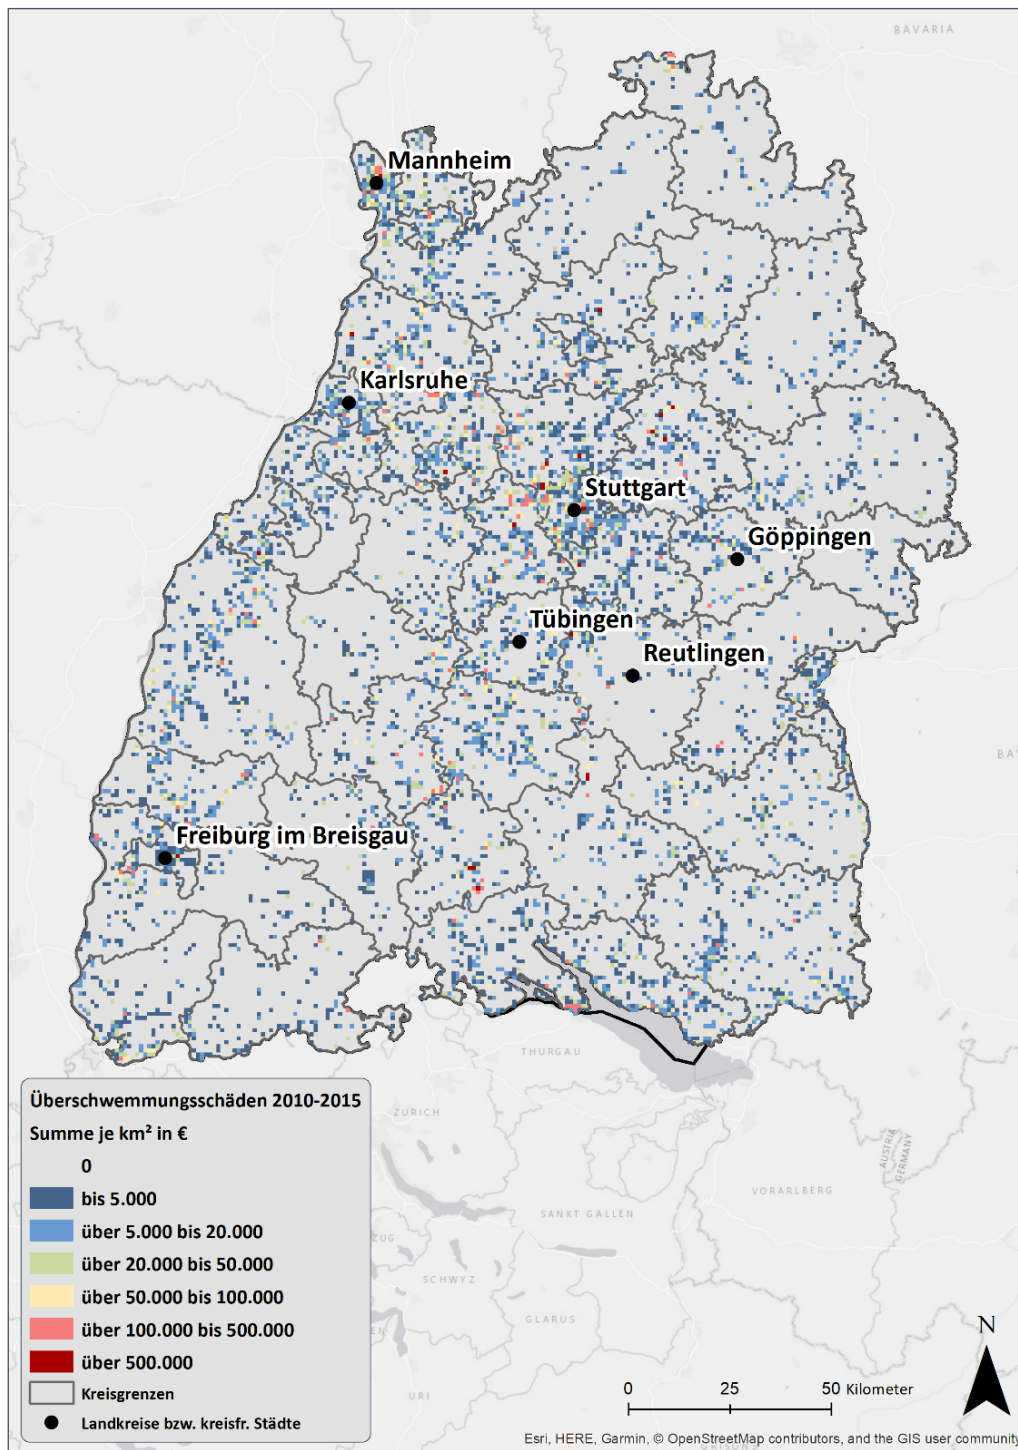 BAVARIA
Mannheim
Karlsruhe
Stuttgart
Göppingen
Tübingen
Reutlingen
Freiburg im Breisgau
THURGAU
ZURICH
AUSTRIA
GERMANY
VORARLBERG
SANKT GALLEN
ZUG
SCHWYZ
GLARUS
URI
Überschwemmungsschäden 2010-2015
Summe je km² in €
0
bis 5.000
über 5.000 bis 20.000
über 20.000 bis 50.000
über 50.000 bis 100.000
über 100.000 bis 500.000
über 500.000
Kreisgrenzen
Landkreise bzw. kreisfr. Städte
N
0 25 50 Kilometer
Esri, HERE, Garmin, © OpenStreetMap contributors, and the GIS user community